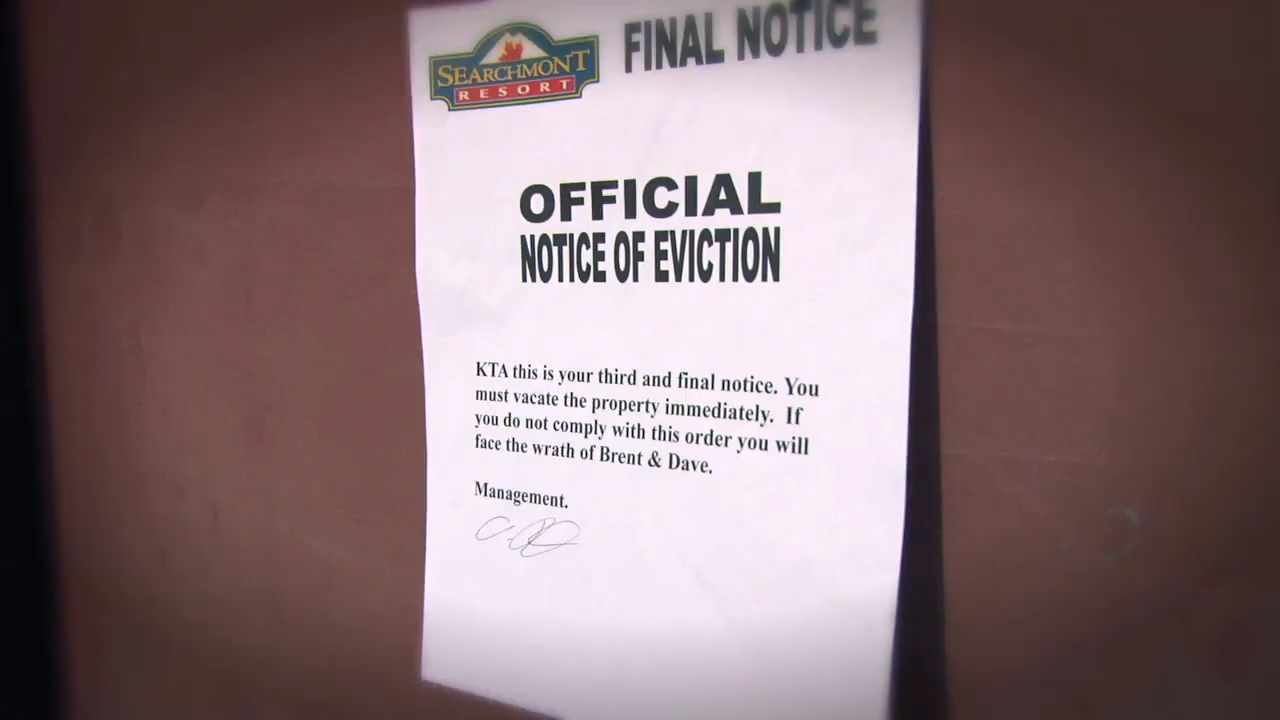 SEARCHMONT
RESORT
FINAL NOTICE
OFFICIAL
NOTICE OF EVICTION
KTA this is your third and final notice. You
must vacate the property immediately. If
you do not comply with this order you will
face the wrath of Brent & Dave.
Management.